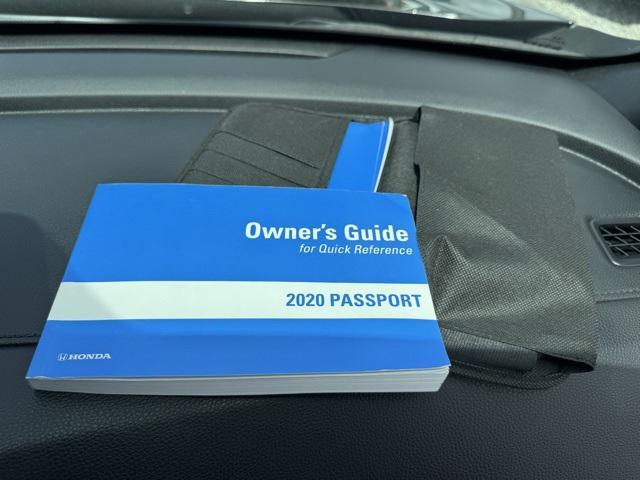 Owner's Guide
for Quick Reference
2020 PASSPORT
HONDA